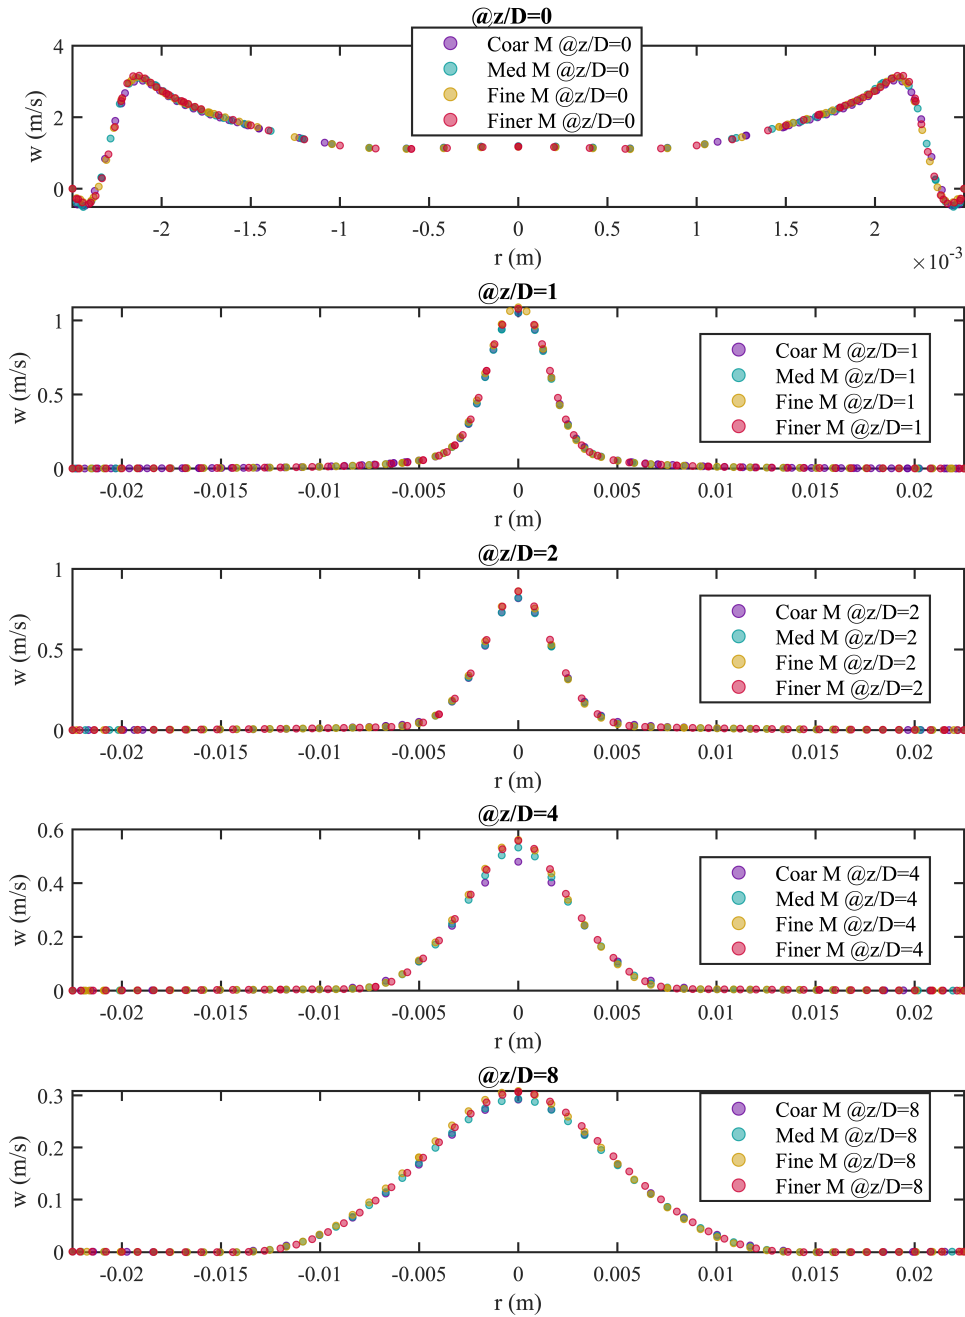 @z/D=0
Coar M @z/D=0
Med M @z/D=0
Fine M @z/D=0
Finer M @z/D=0
4
2
0
w (m/s)
-2 -1.5 -1 -0.5 0 0.5 1 1.5 2
r (m)
×10-3
@z/D=1
Coar M @z/D=1
Med M @z/D=1
Fine M @z/D=1
Finer M @z/D=1
1
0.5
0
w (m/s)
-0.02 -0.015 -0.01 -0.005 0 0.005 0.01 0.015 0.02
r (m)
@z/D=2
Coar M @z/D=2
Med M @z/D=2
Fine M @z/D=2
Finer M @z/D=2
1
0.5
0
w (m/s)
-0.02 -0.015 -0.01 -0.005 0 0.005 0.01 0.015 0.02
r (m)
@z/D=4
Coar M @z/D=4
Med M @z/D=4
Fine M @z/D=4
Finer M @z/D=4
0.6
0.4
0.2
0
w (m/s)
-0.02 -0.015 -0.01 -0.005 0 0.005 0.01 0.015 0.02
r (m)
@z/D=8
Coar M @z/D=8
Med M @z/D=8
Fine M @z/D=8
Finer M @z/D=8
0.3
0.2
0.1
0
w (m/s)
-0.02 -0.015 -0.01 -0.005 0 0.005 0.01 0.015 0.02
r (m)